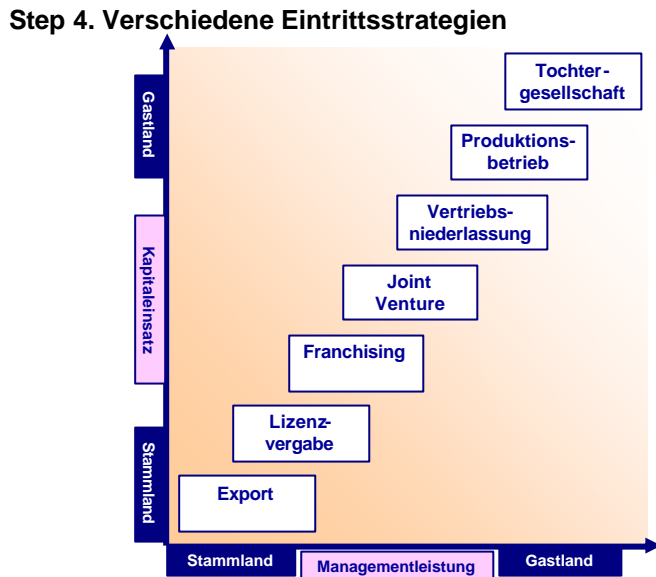 Step 4. Verschiedene Eintrittsstrategien
Tochter-
gesellschaft
Gastland
Produktions-
betrieb
Vertriebs-
niederlassung
Kapitaleinsatz
Joint
Venture
Franchising
Lizenz-
vergabe
Stammland
Export
Stammland
Managementleistung
Gastland